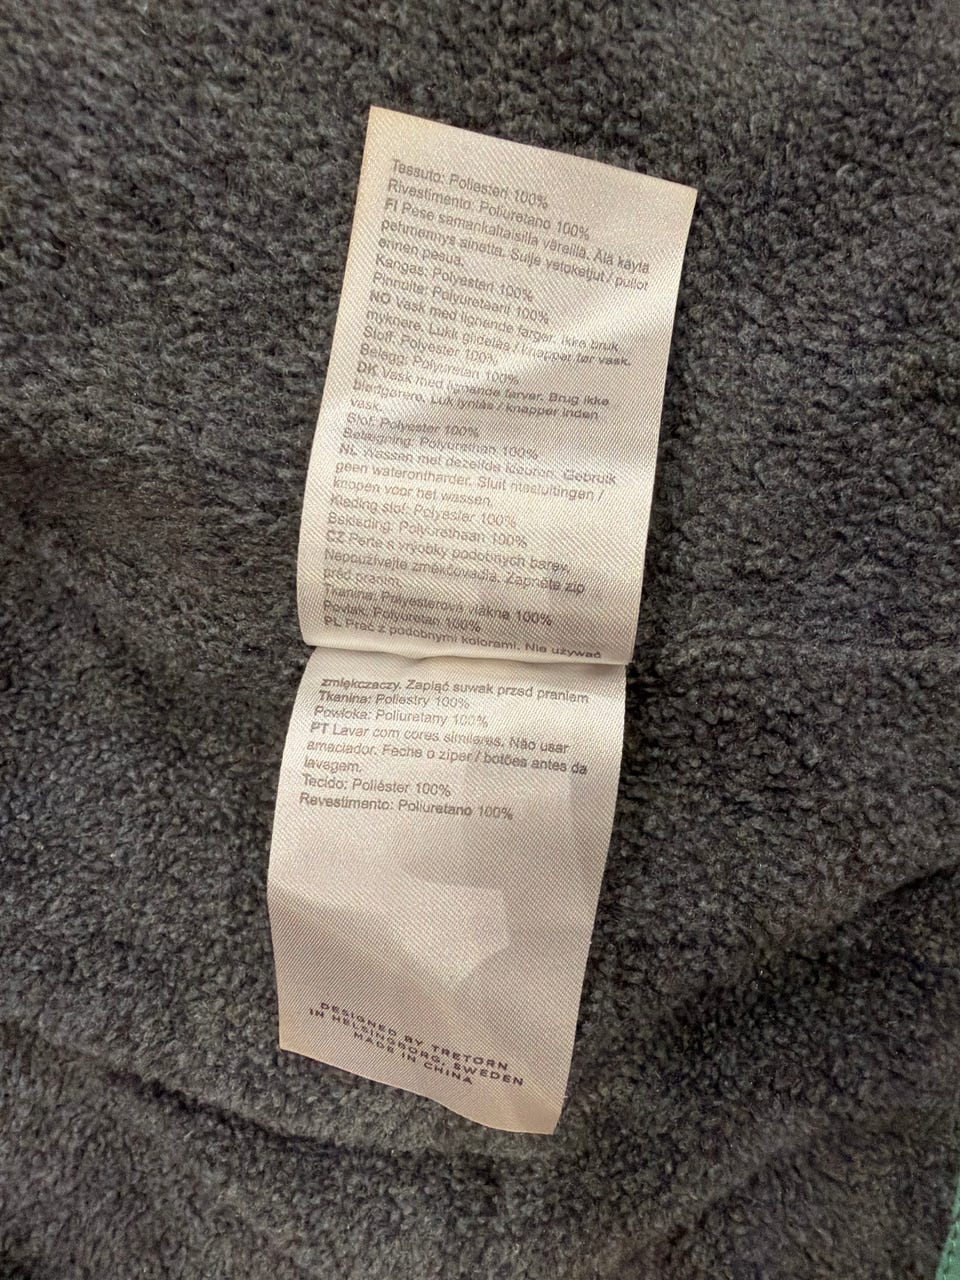 Tessuto: Poliesteri 100%
Rivestimento: Poliuretano 100%
FI Pese samankaltaisilla väreillä. Älä käytä
pehmennys ainetta. Sulje vetoketjut / pullot
ennen pesua.
Kangas: Polyesteri 100%
Pinnoite: Polyuretaani 100%
NO Vask med lignende farger. Ikke bruk
myknere. Lukk glidelås / knapper før vask.
Stoff: Polyester 100%
Belegg: Polyuretan 100%
DK Vask med lignande farver. Brug ikke
blødgørere. Luk lynlås / knapper inden
vask.
Stof: Polyester 100%
Belægning: Polyurethan 100%
NL Wassen met dezelfde kleuren. Gebruik
geen waterontharder. Sluit ritssluitingen /
knopen voor het wassen.
Kleding stof: Polyester 100%
Bekleding: Polyurethaan 100%
CZ Perte s výrobky podobných barev.
Nepoužívejte změkčovadla. Zapněte zip
před praním.
Tkanina: Polyesterová vlákna 100%
Povlak: Polyuretan 100%
PL Prać z podobnymi kolorami. Nie używać
zmiękczaczy. Zapiąć suwak przed praniem
Tkanina: Poliestry 100%
Powłoka: Poliuretany 100%
PT Lavar com cores similares. Não usar
amaciador. Feche o zíper / botões antes da
lavagem.
Tecido: Poliéster 100%
Revestimento: Poliuretano 100%
DESIGNED BY TRETORN
IN HELSINGBORG, SWEDEN
MADE IN CHINA